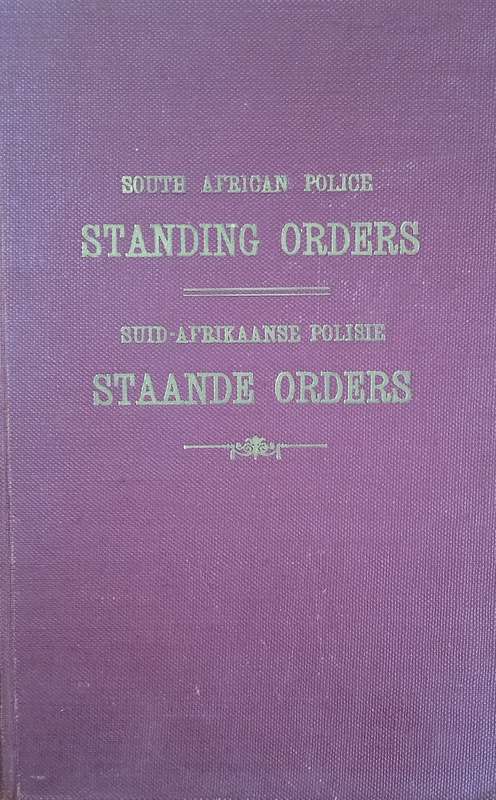 SOUTH AFRICAN POLICE
STANDING ORDERS
SUID-AFRIKAANSE POLISIE
STAANDE ORDERS